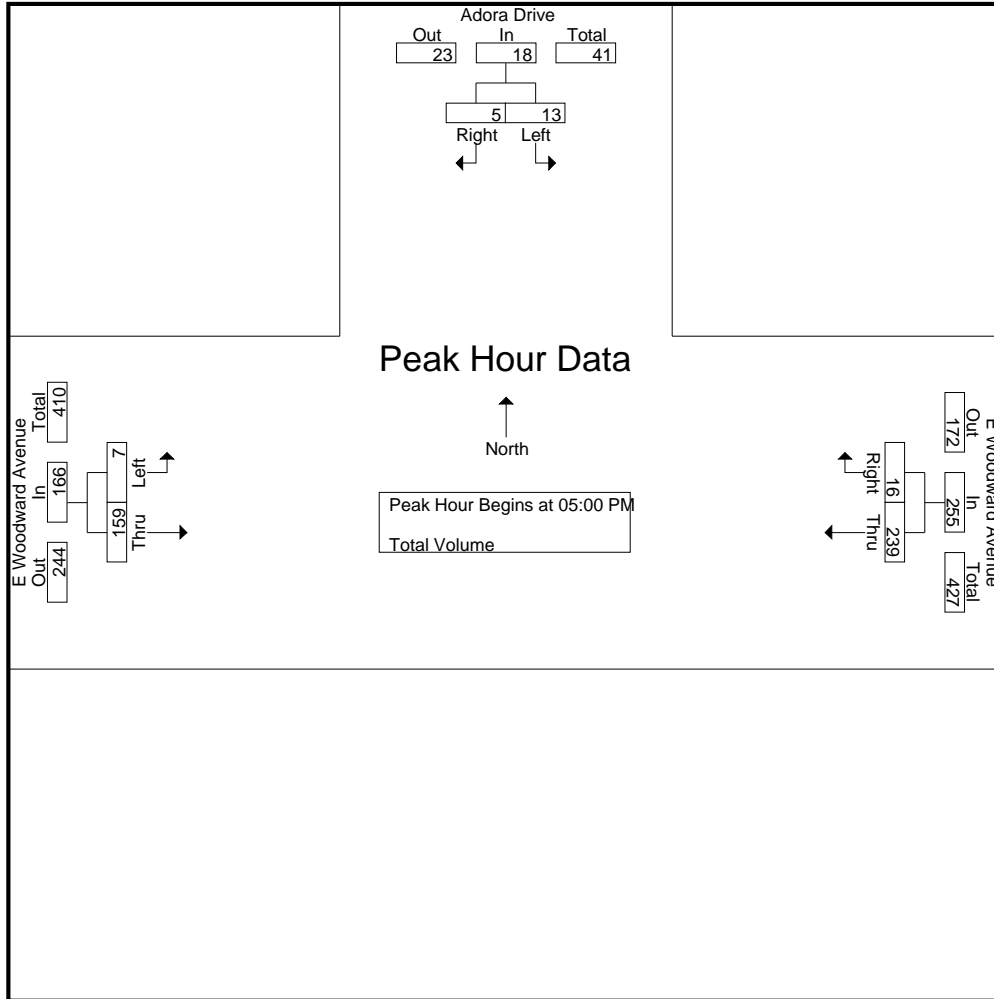 Adora Drive
Out In Total
23 18 41
5 13
Right Left
Peak Hour Data
North
Peak Hour Begins at 05:00 PM
Total Volume
E Woodward Avenue
Out In Total
244 166 410
7 159
Left Thru
E Woodward Avenue
Out In Total
172 255 427
16 239
Right Thru